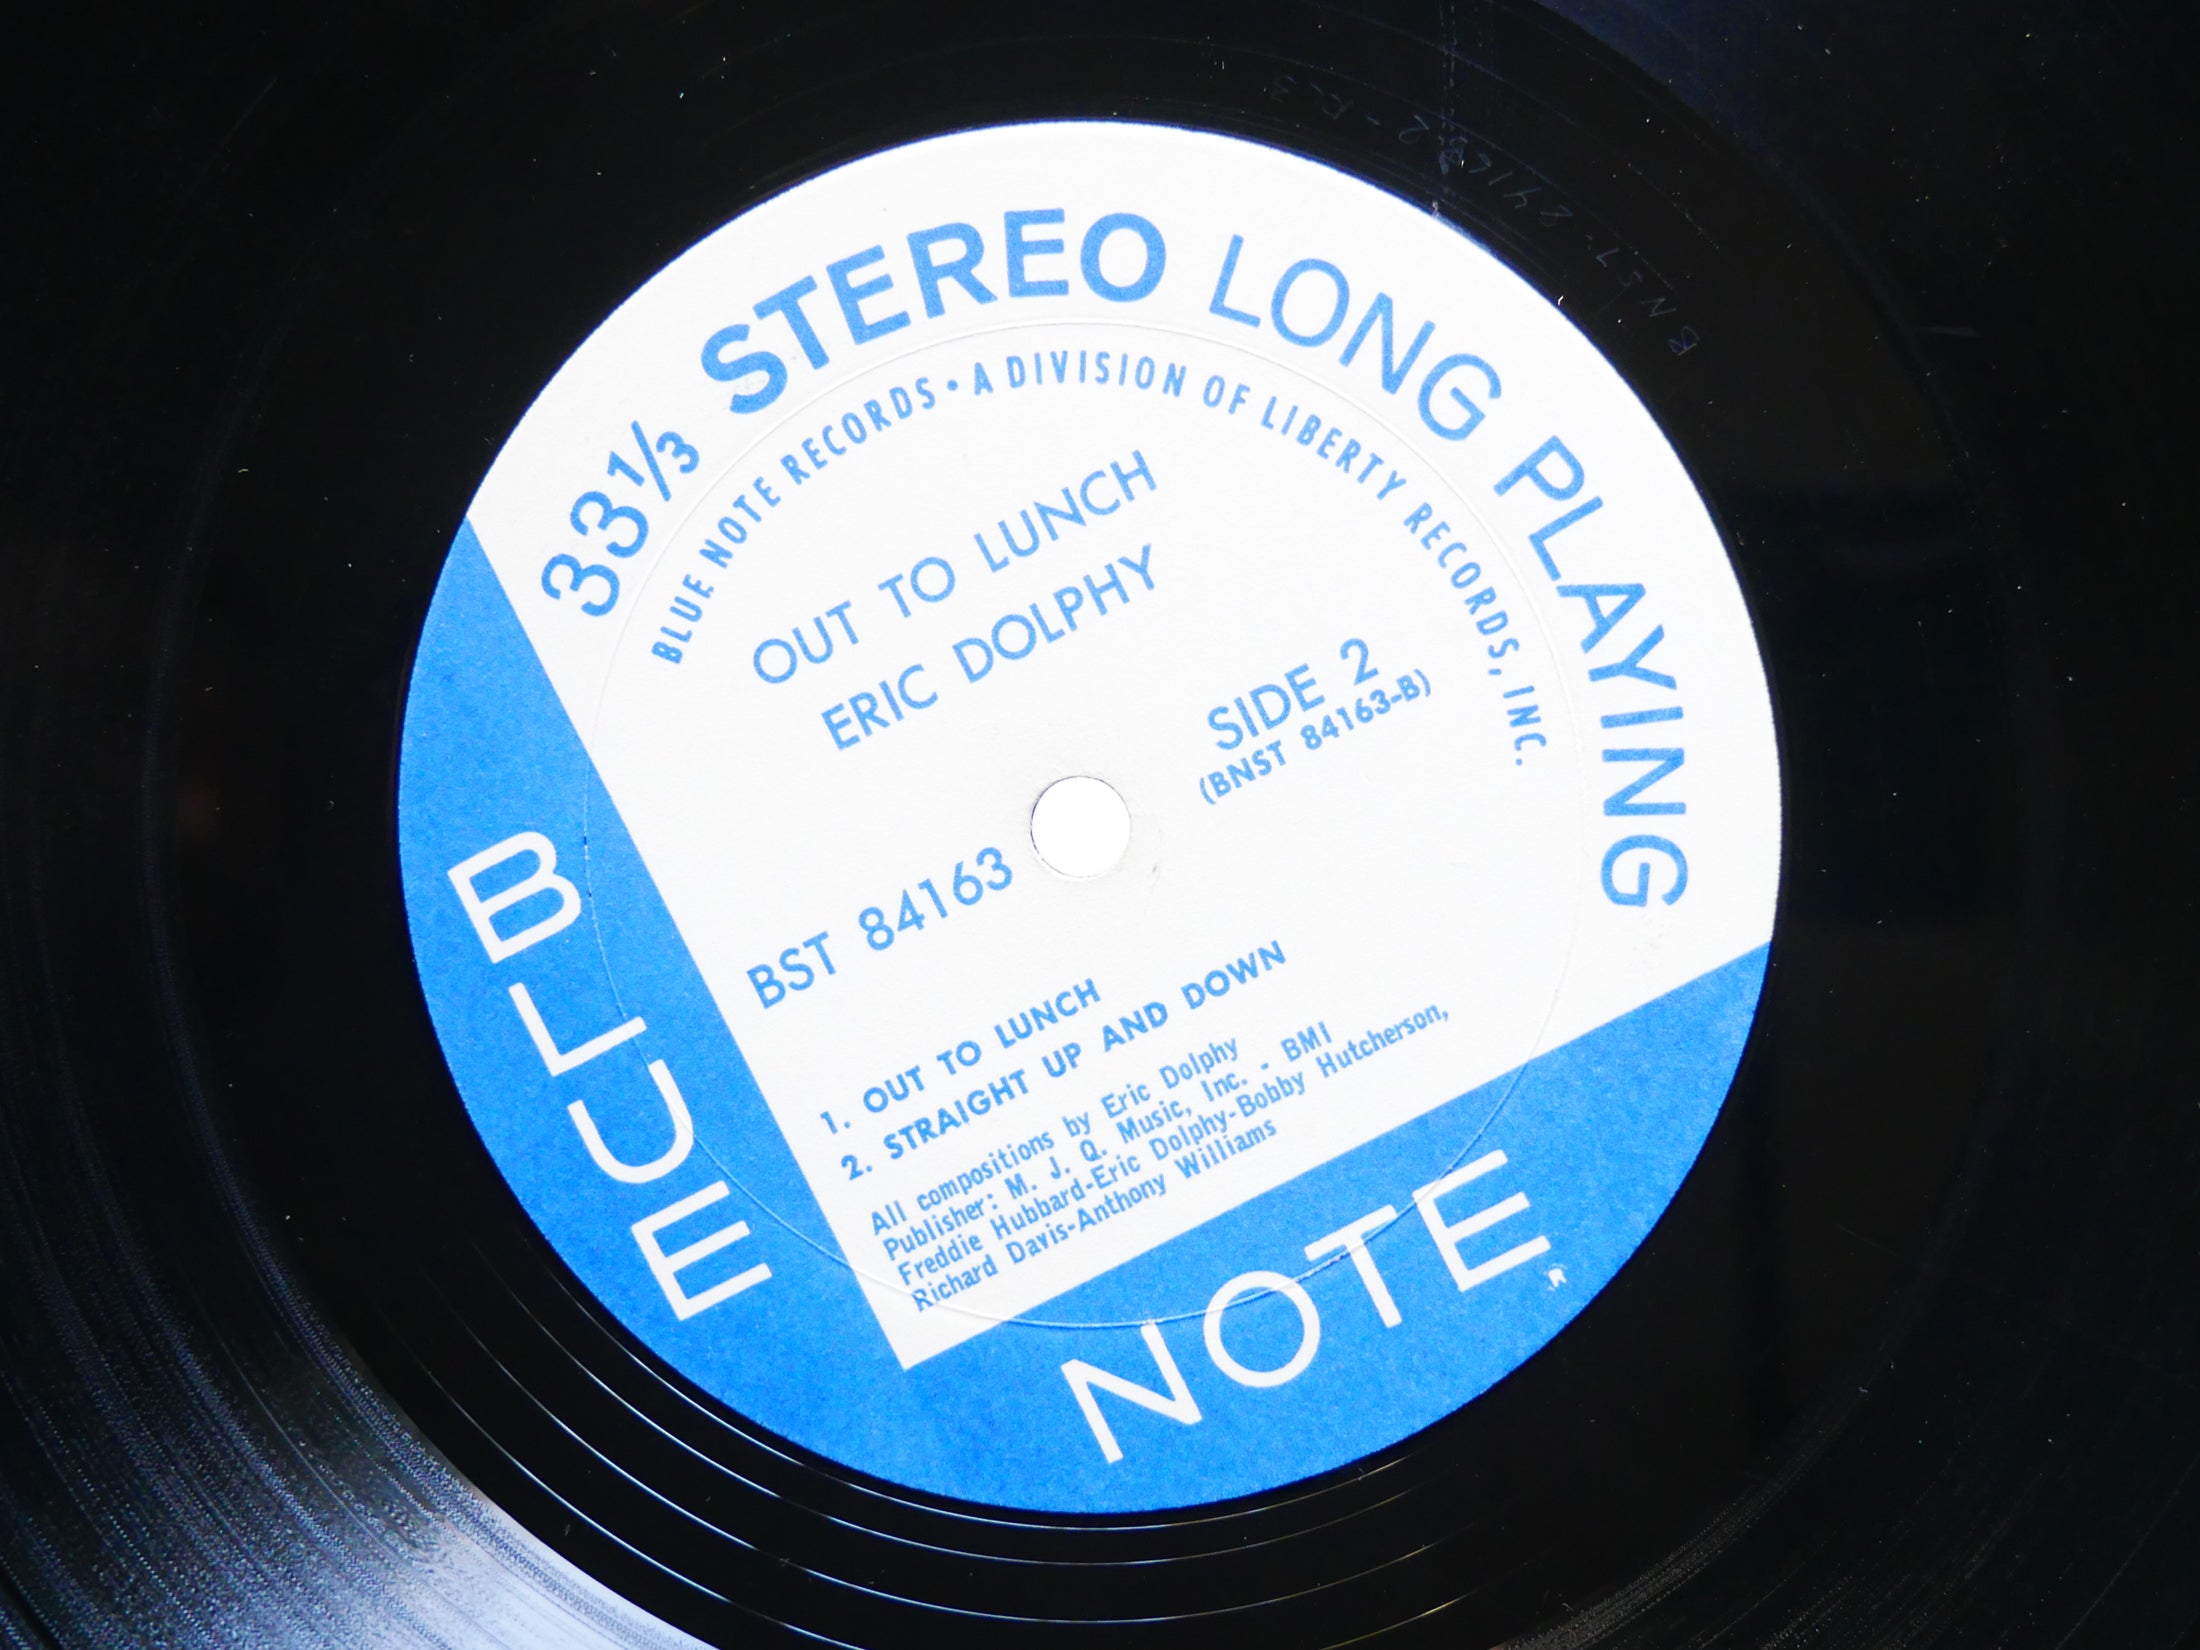 33⅓ STEREO LONG PLAYING
BLUE NOTE RECORDS • A DIVISION OF LIBERTY RECORDS, INC.
OUT TO LUNCH
ERIC DOLPHY
SIDE 2
(BNST 84163-B)
BST 84163
1. OUT TO LUNCH
2. STRAIGHT UP AND DOWN
All compositions by Eric Dolphy
Publisher: M. J. Q. Music, Inc. - BMI
Freddie Hubbard-Eric Dolphy-Bobby Hutcherson,
Richard Davis-Anthony Williams
BLUE
NOTE